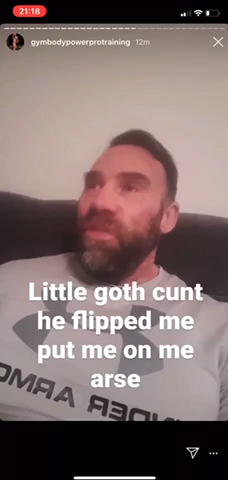 21:18
gymbodypowerprotraining 12m
Little goth cunt
he flipped me
put me on me
arse
UNDER ARMOUR